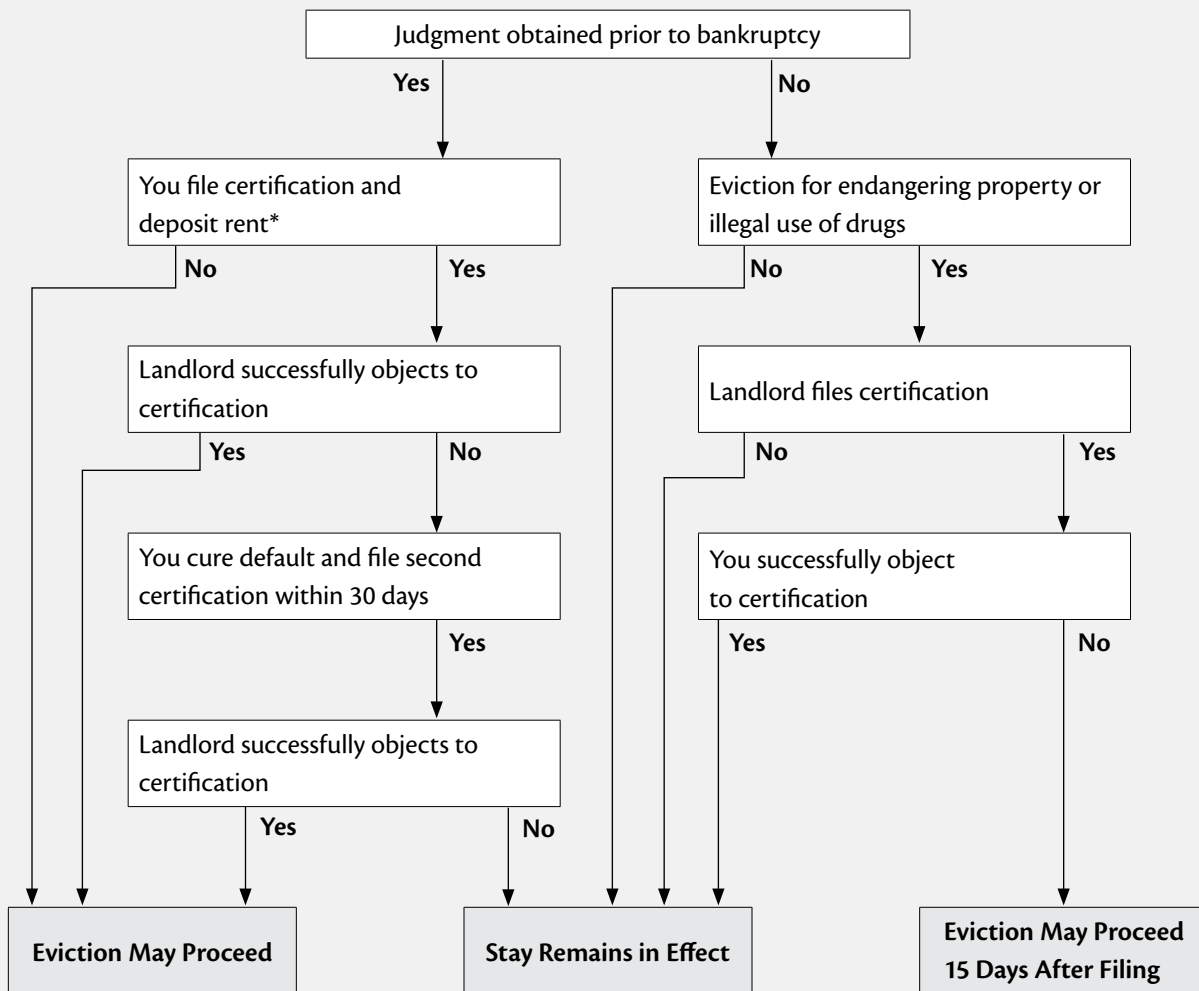 Judgment obtained prior to bankruptcy
Yes
No
You file certification and
deposit rent*
Eviction for endangering property or
illegal use of drugs
No
Yes
No
Yes
Landlord successfully objects to
certification
Landlord files certification
Yes
No
No
Yes
You cure default and file second
certification within 30 days
You successfully object
to certification
Yes
Yes
No
Landlord successfully objects to
certification
Yes
No
Eviction May Proceed
Stay Remains in Effect
Eviction May Proceed
15 Days After Filing